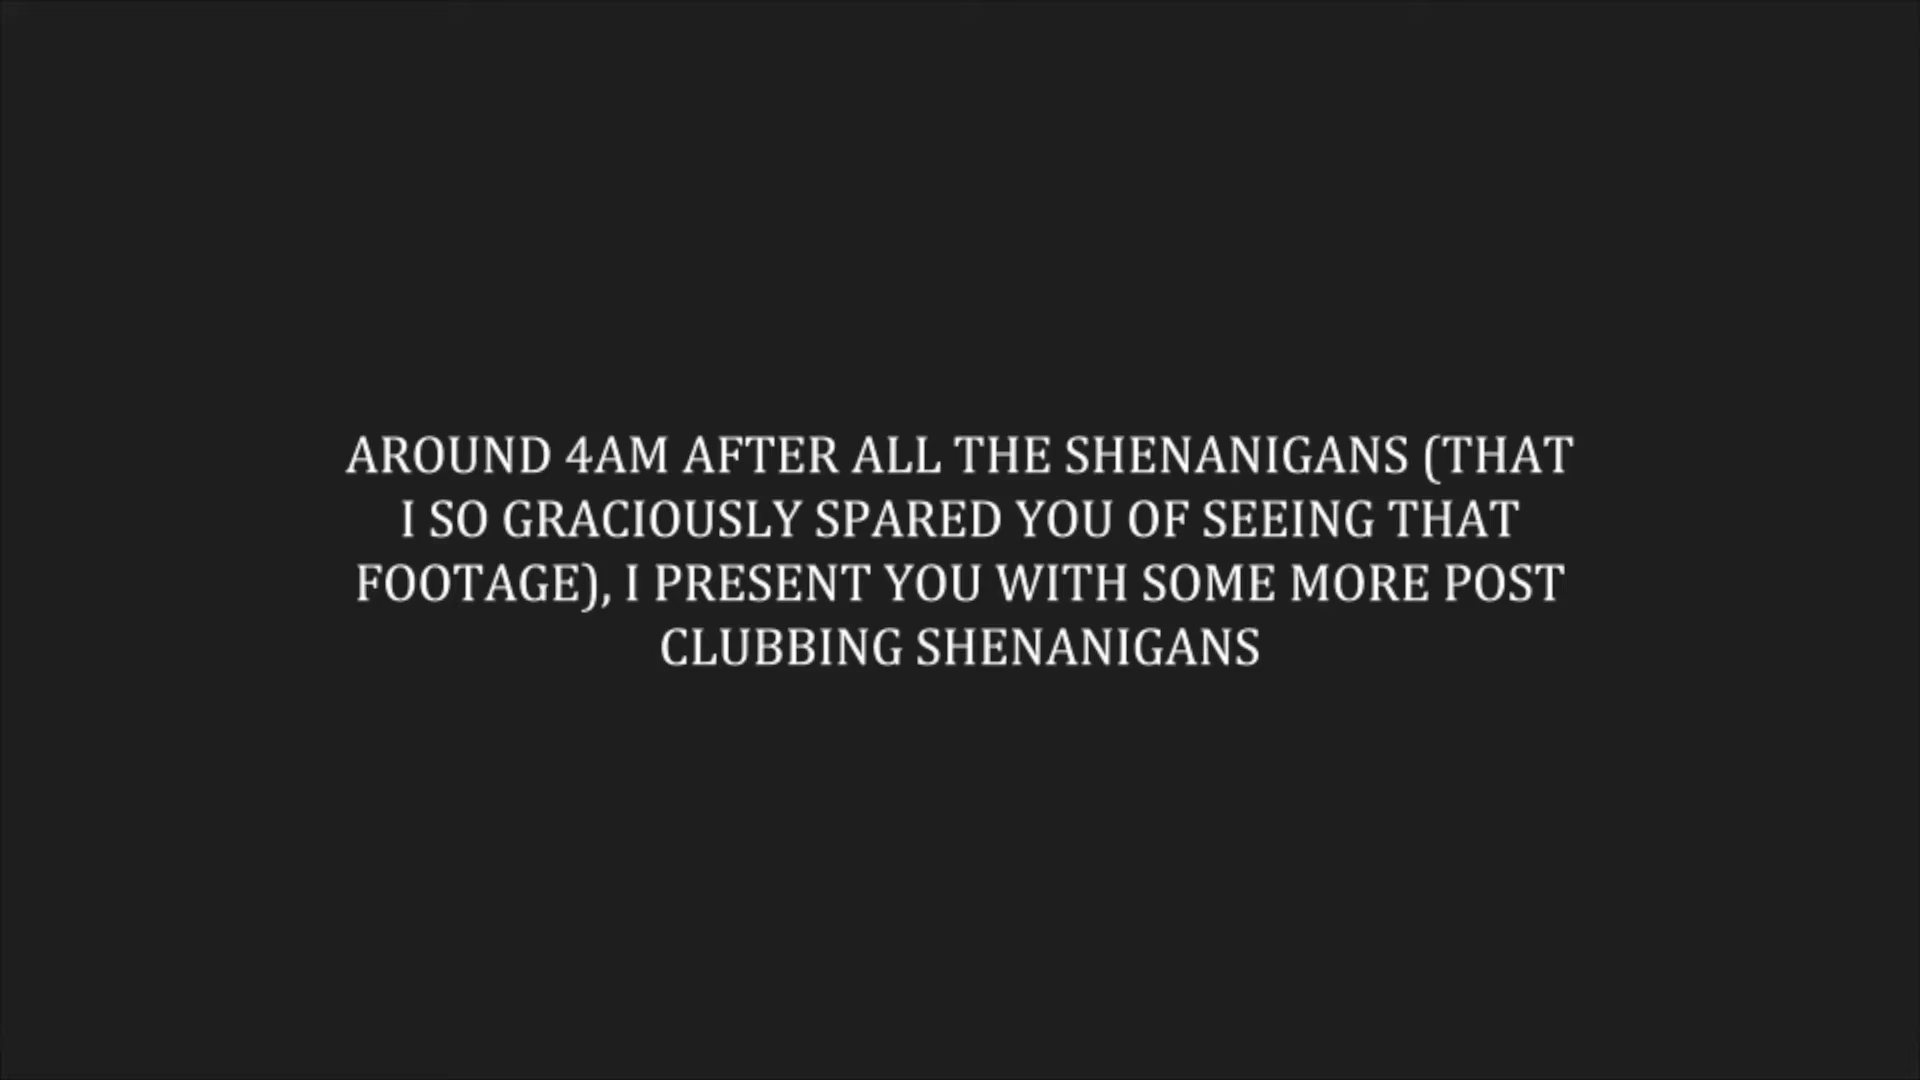 AROUND 4AM AFTER ALL THE SHENANIGANS (THAT
I SO GRACIOUSLY SPARED YOU OF SEEING THAT
FOOTAGE), I PRESENT YOU WITH SOME MORE POST
CLUBBING SHENANIGANS